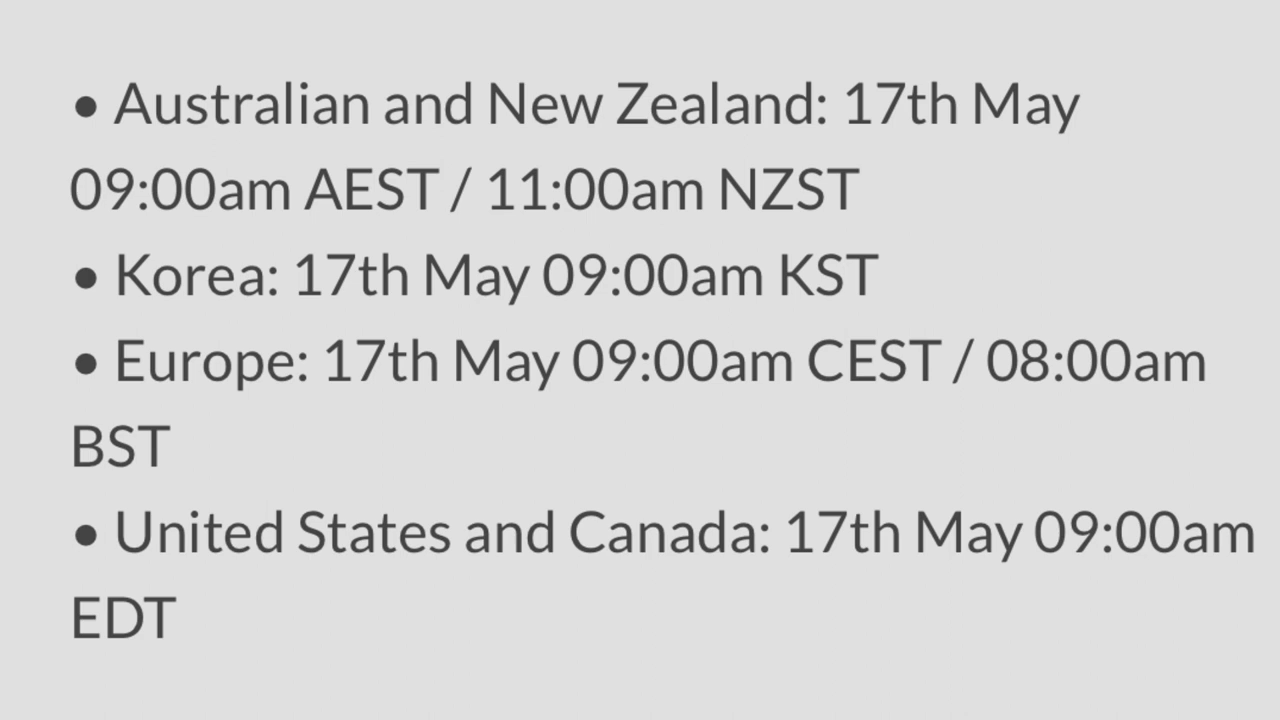 • Australian and New Zealand: 17th May
09:00am AEST / 11:00am NZST
• Korea: 17th May 09:00am KST
• Europe: 17th May 09:00am CEST / 08:00am
BST
• United States and Canada: 17th May 09:00am
EDT